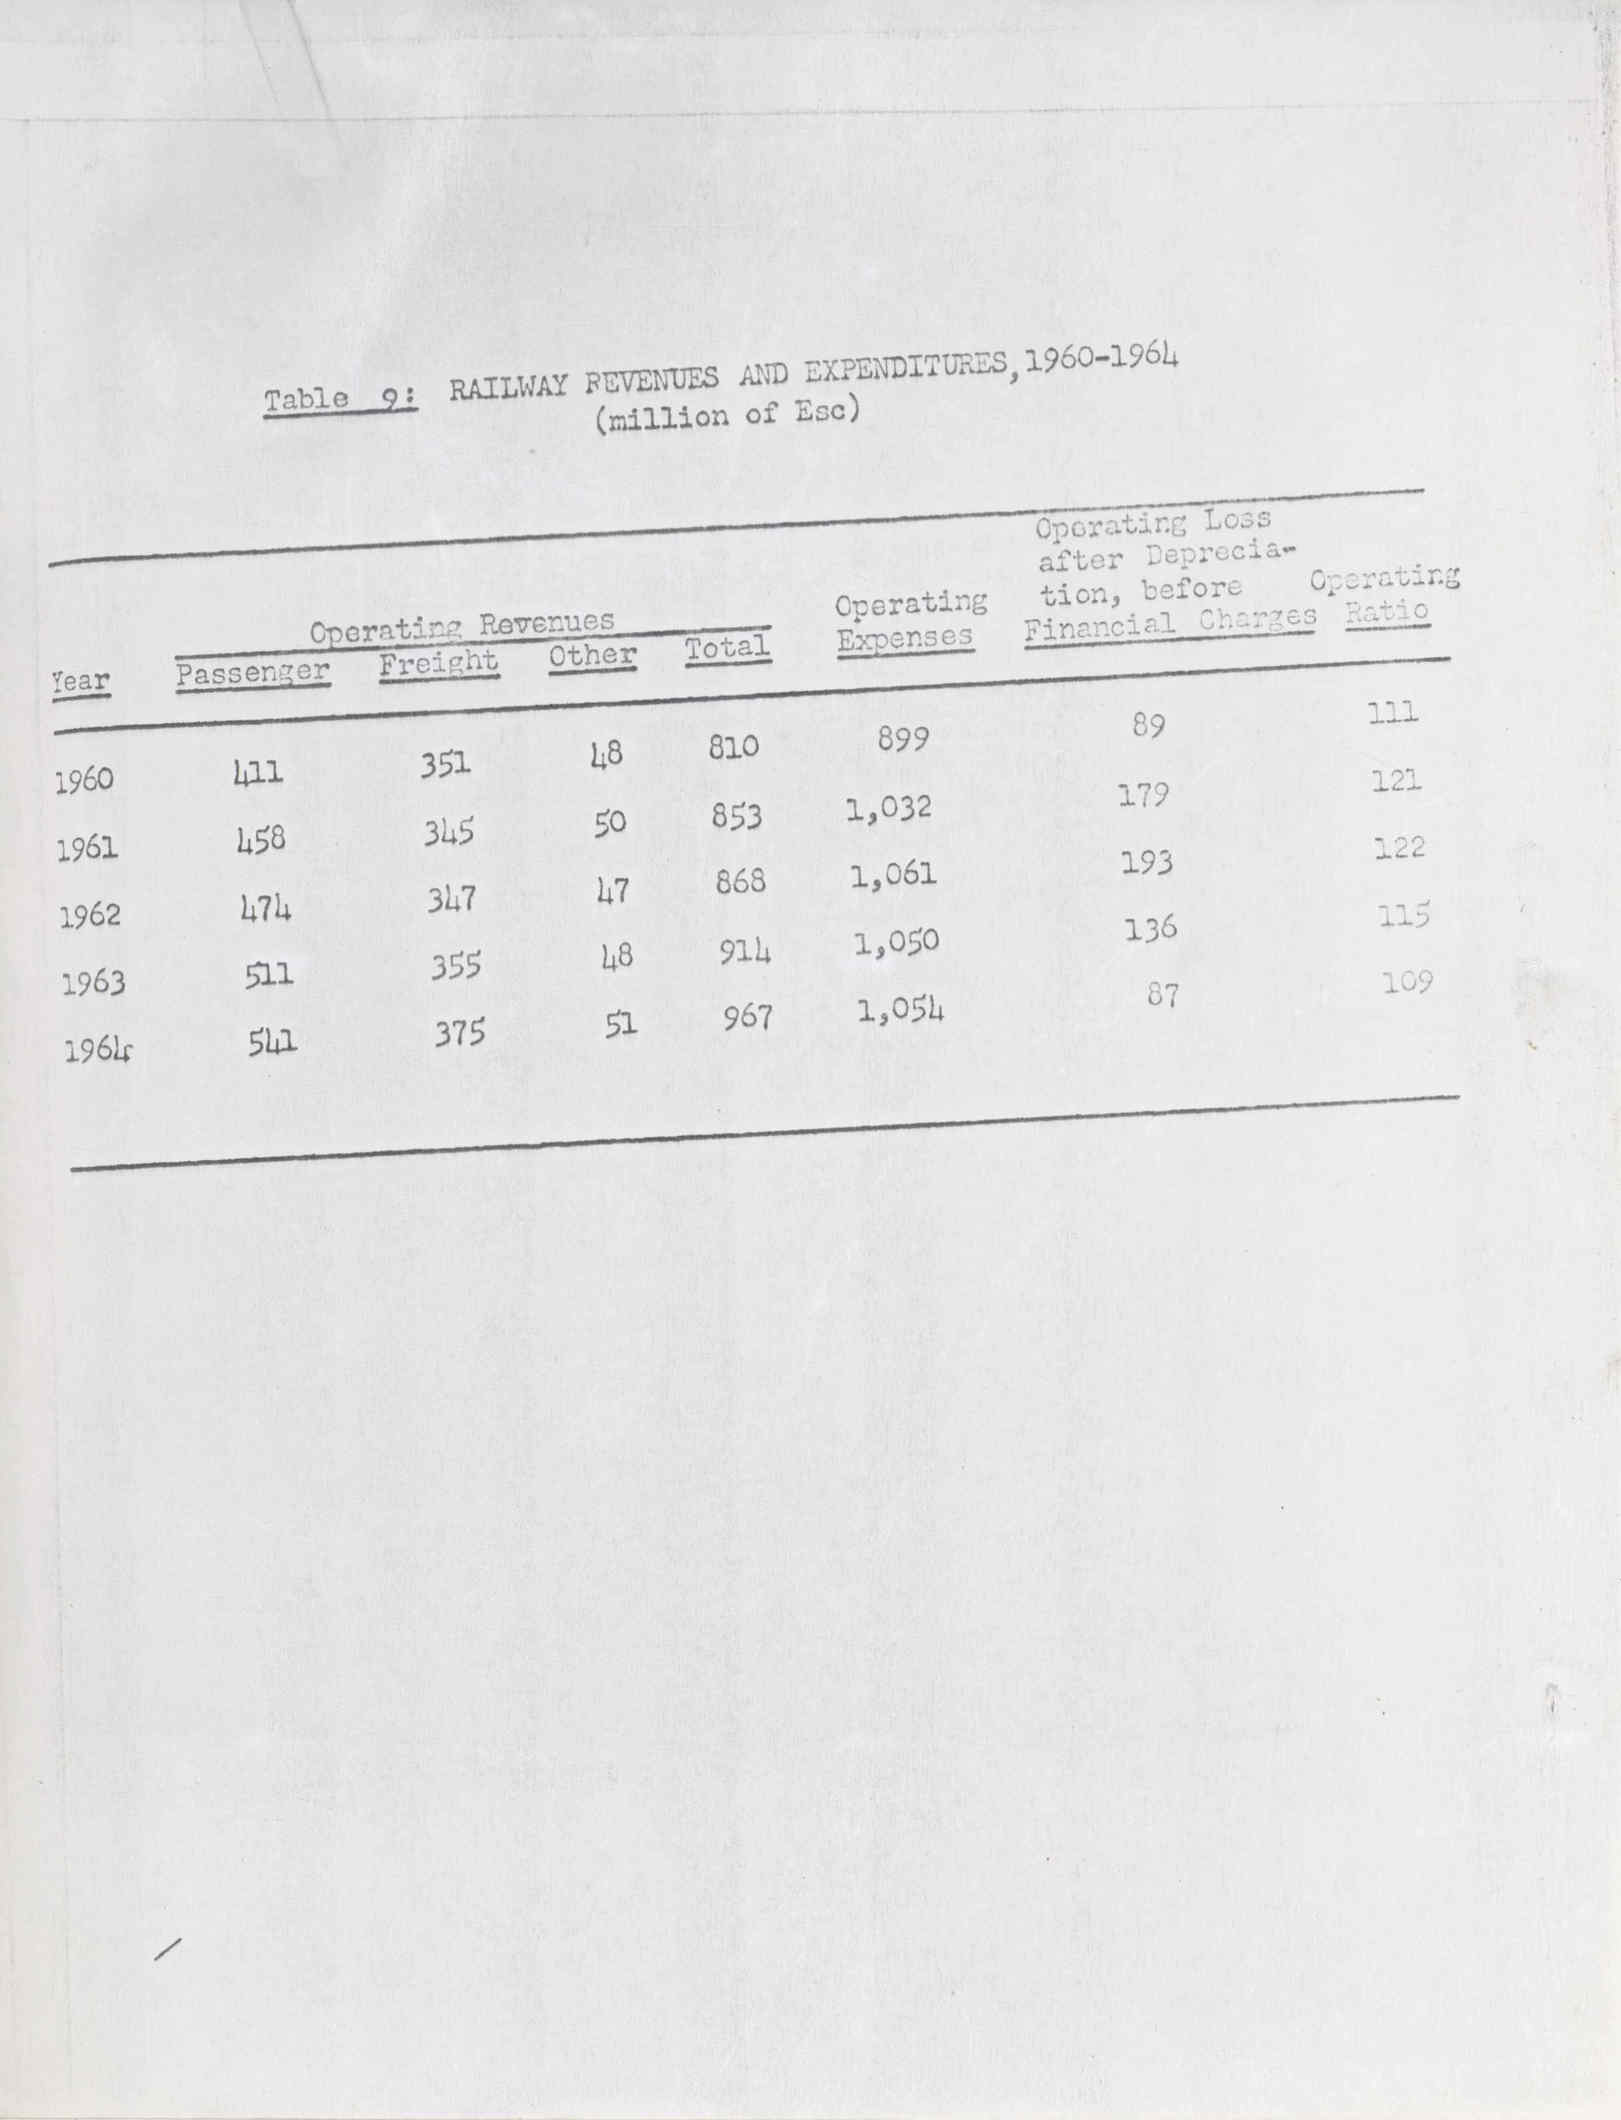 Table 9: RAILWAY REVENUES AND EXPENDITURES, 1960-1964
(million of Esc)
Operating Loss
after Deprecia-
Operating Revenues Operating tion, before Operating
Year Passenger Freight Other Total Expenses Financial Charges Ratio
1960 411 351 48 810 899 89 111
1961 458 345 50 853 1,032 179 121
1962 474 347 47 868 1,061 193 122
1963 511 355 48 914 1,050 136 115
1964 541 375 51 967 1,054 87 109